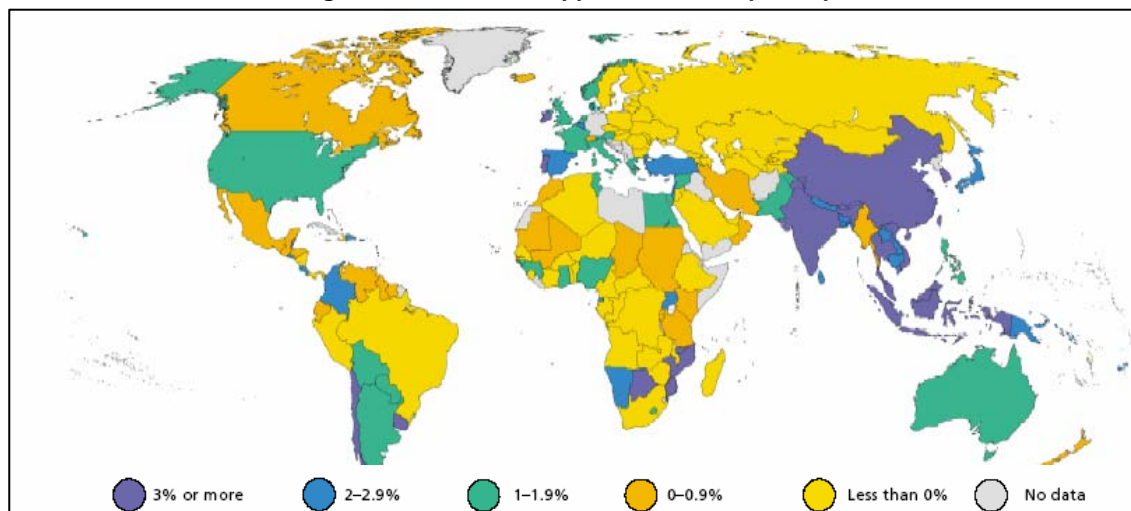 3% or more
2–2.9%
1–1.9%
0–0.9%
Less than 0%
No data